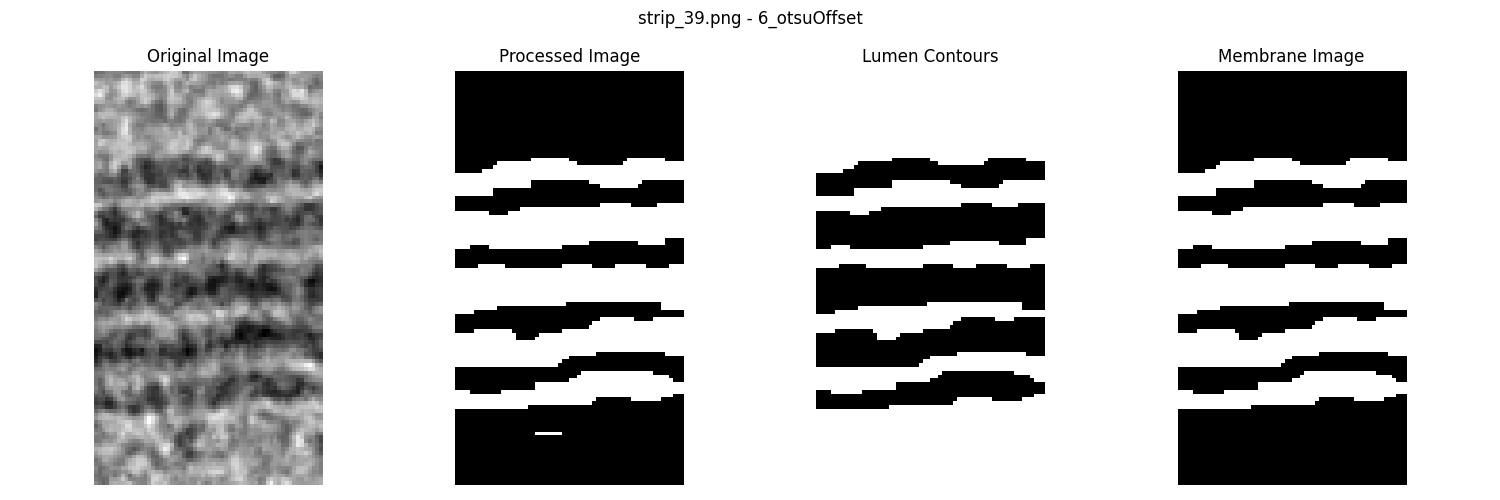 strip_39.png - 6_otsuOffset
Original Image
Processed Image
Lumen Contours
Membrane Image